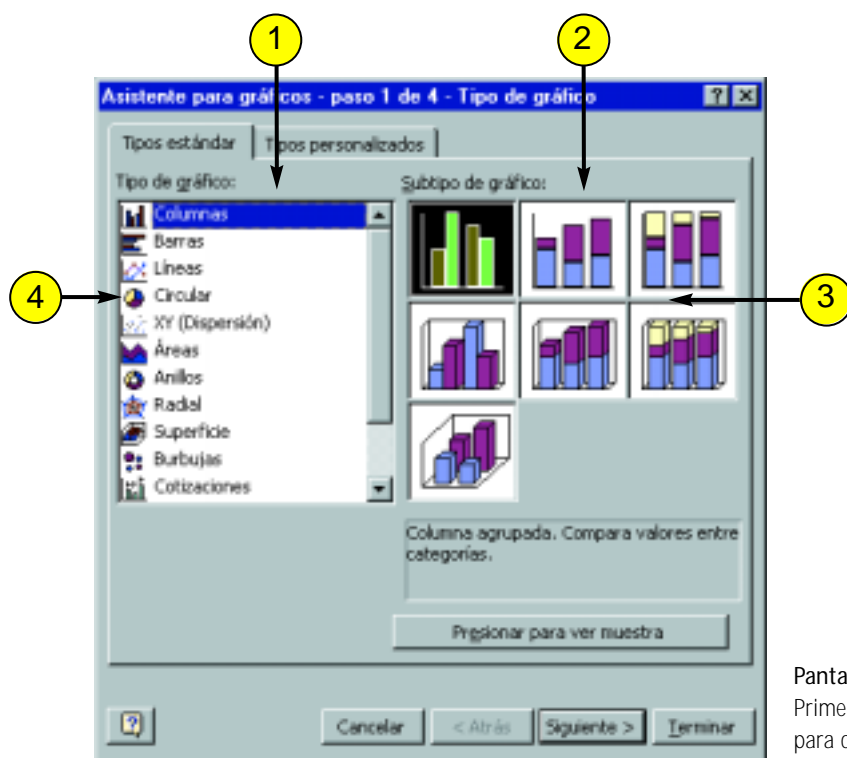 1
2
Asistente para gráficos - paso 1 de 4 - Tipo de gráfico
Tipos estándar
Tipos personalizados
Tipo de gráfico:
Subtipo de gráfico:
Columnas
Barras
Líneas
4
Circular
3
XY (Dispersión)
Áreas
Anillos
Radial
Superficie
Burbujas
Cotizaciones
Columna agrupada. Compara valores entre
categorías.
Presionar para ver muestra
Cancelar
< Atrás
Siguiente >
Terminar
Panta
Prime
para